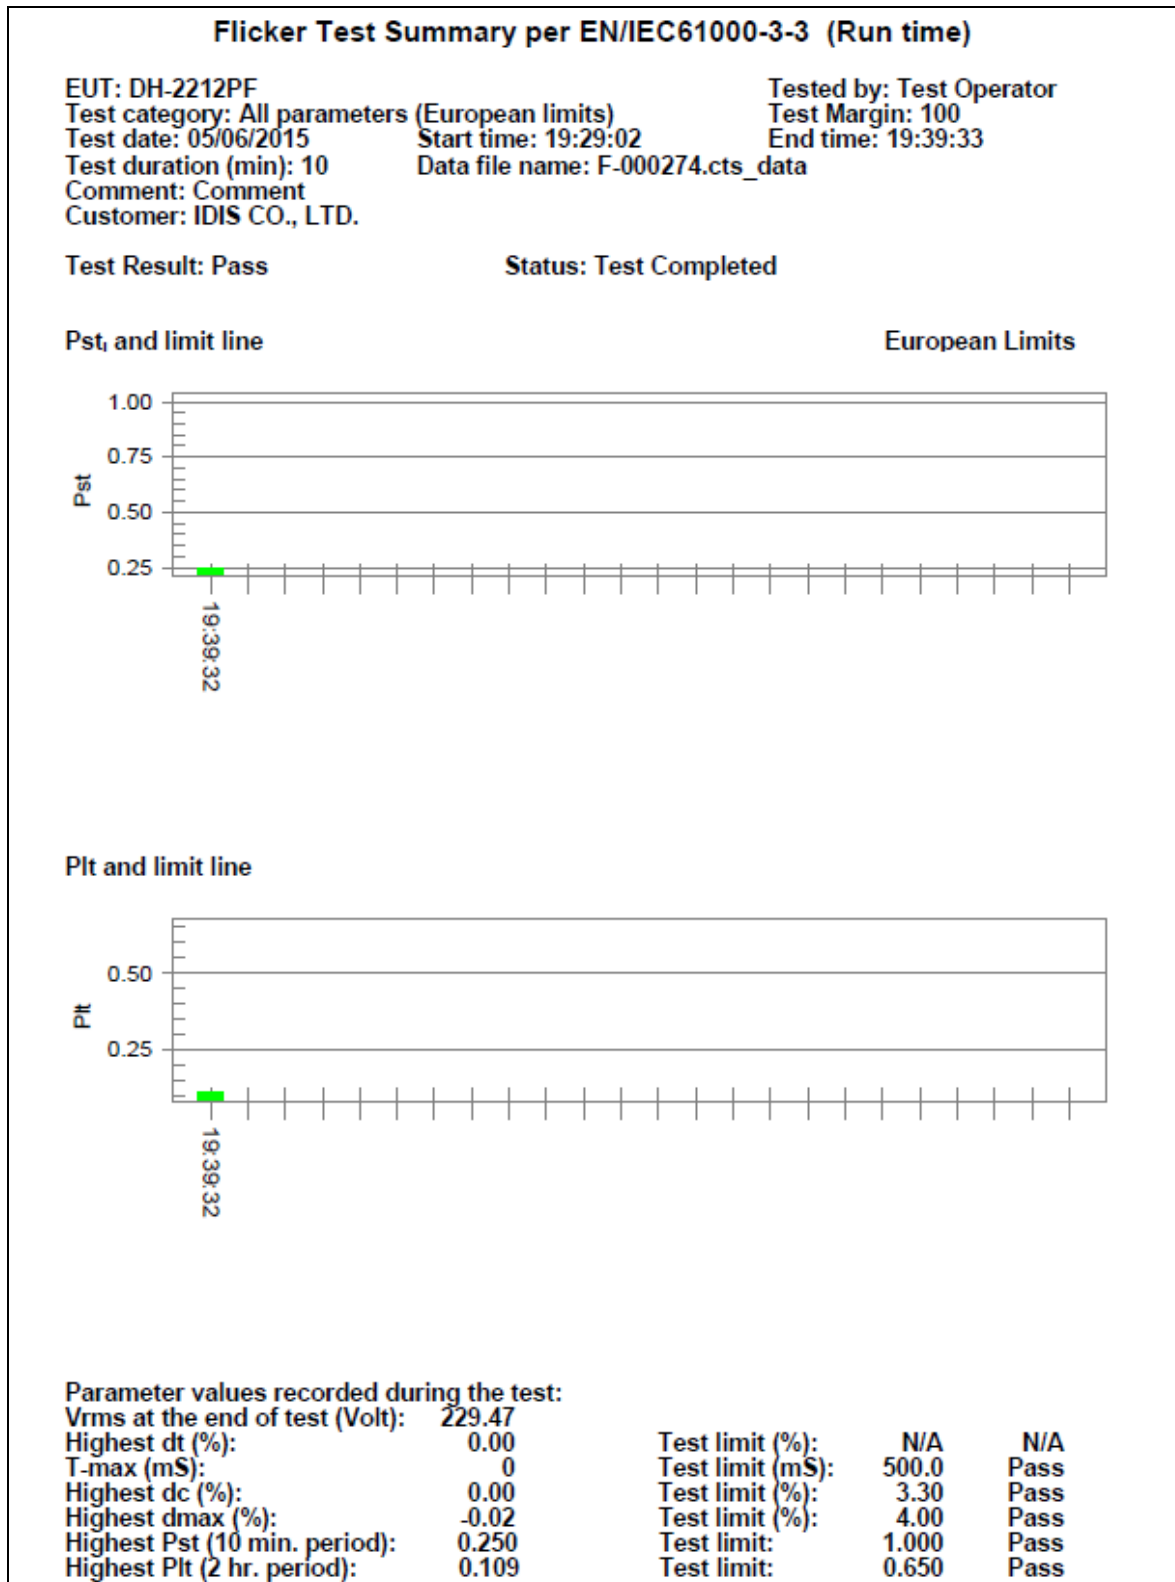 Flicker Test Summary per EN/IEC61000-3-3 (Run time)
EUT: DH-2212PF Tested by: Test Operator
Test category: All parameters (European limits) Test Margin: 100
Test date: 05/06/2015 Start time: 19:29:02 End time: 19:39:33
Test duration (min): 10 Data file name: F-000274.cts_data
Comment: Comment
Customer: IDIS CO., LTD.
Test Result: Pass Status: Test Completed
Pst, and limit line European Limits
1.00
0.75
Pst
0.50
0.25
19:39:32
Plt and limit line
0.50
Plt
0.25
19:39:32
Parameter values recorded during the test:
Vrms at the end of test (Volt): 229.47
Highest dt (%): 0.00 Test limit (%): N/A N/A
T-max (mS): 0 Test limit (mS): 500.0 Pass
Highest dc (%): 0.00 Test limit (%): 3.30 Pass
Highest dmax (%): -0.02 Test limit (%): 4.00 Pass
Highest Pst (10 min. period): 0.250 Test limit: 1.000 Pass
Highest Plt (2 hr. period): 0.109 Test limit: 0.650 Pass